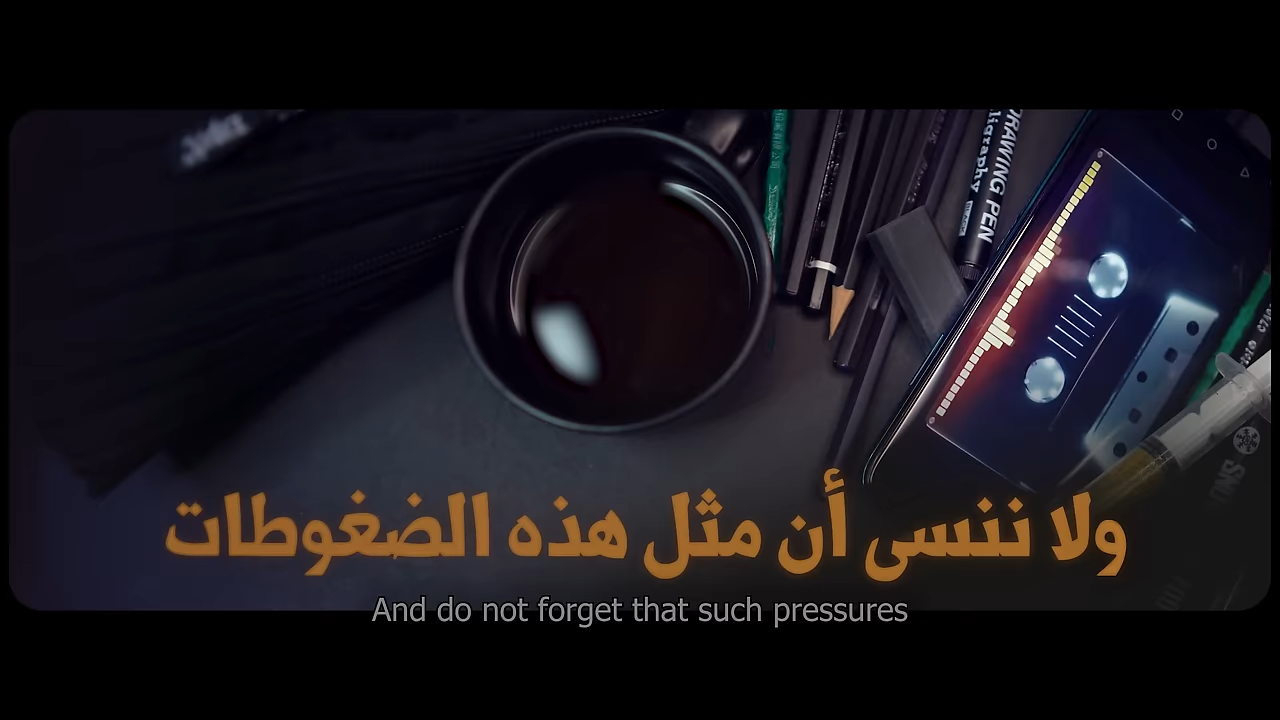 DRAWING PEN
ولا ننسى أن مثل هذه الضغوطات
And do not forget that such pressures